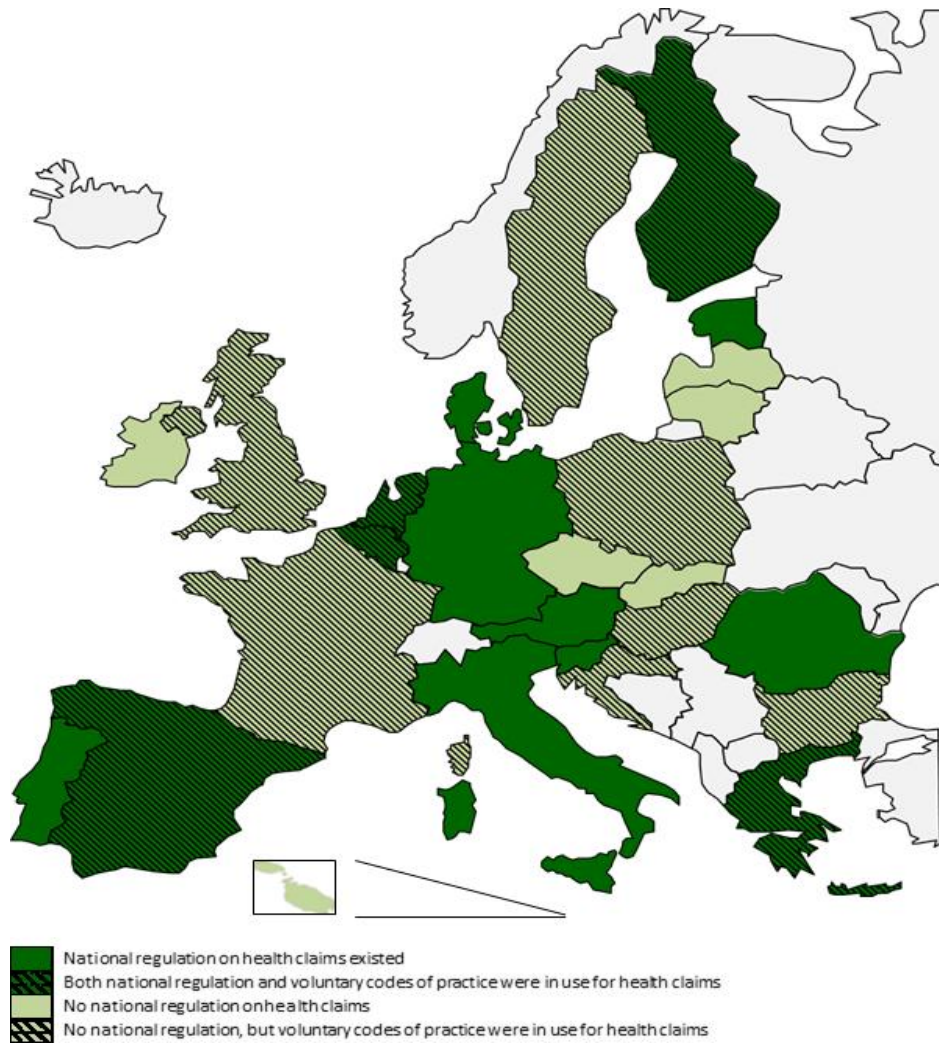 National regulation on health claims existed
Both national regulation and voluntary codes of practice were in use for health claims
No national regulation on health claims
No national regulation, but voluntary codes of practice were in use for health claims